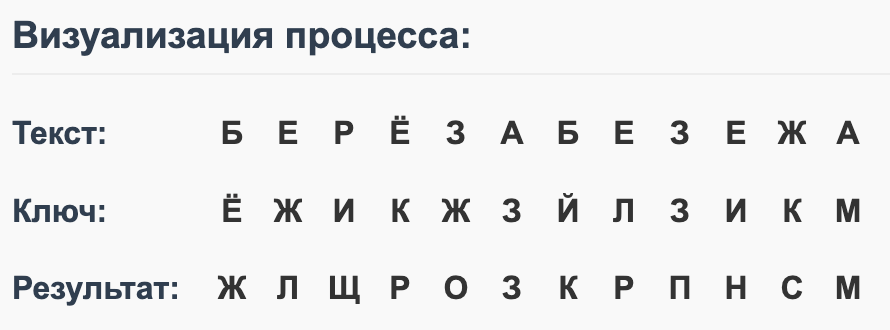 Визуализация процесса:
Текст: Б Е Р Ё З А Б Е З Е Ж А
Ключ: Ё Ж И К Ж З Й Л З И К М
Результат: Ж Л Щ Р О З К Р П Н С М